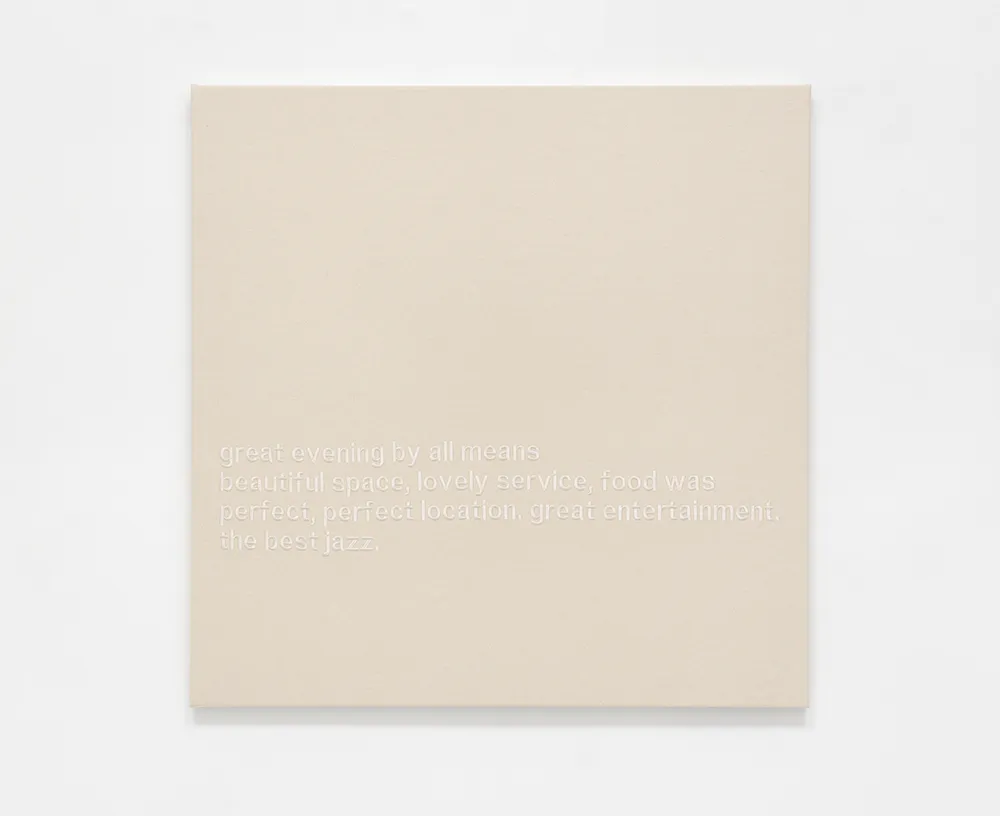 great evening by all means
beautiful space, lovely service, food was
perfect, perfect location, great entertainment.
the best jazz.